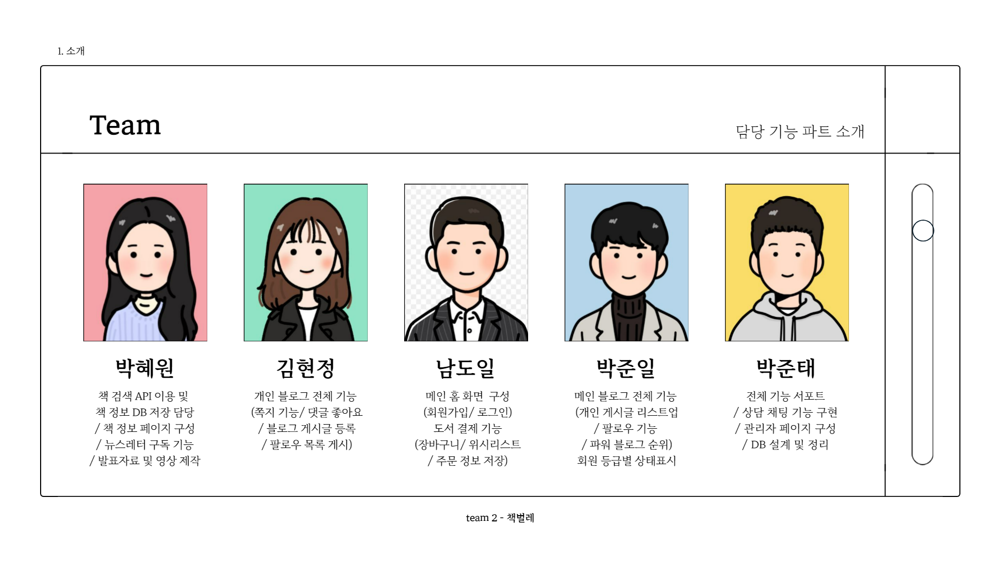 1. 소개
Team
담당 기능 파트 소개
박혜원
책 검색 API 이용 및
책 정보 DB 저장 담당
/ 책 정보 페이지 구성
/ 뉴스레터 구독 기능
/ 발표자료 및 영상 제작
김현정
개인 블로그 전체 기능
(쪽지 기능/ 댓글 좋아요
/ 블로그 게시글 등록
/ 팔로우 목록 게시)
남도일
메인 홈 화면  구성
(회원가입/ 로그인)
도서 결제 기능
(장바구니/ 위시리스트
/ 주문 정보 저장)
박준일
메인 블로그 전체 기능
(개인 게시글 리스트업
/ 팔로우 기능
/ 파워 블로그 순위)
회원 등급별 상태표시
박준태
전체 기능 서포트
/ 상담 채팅 기능 구현
/ 관리자 페이지 구성
/ DB 설계 및 정리
team 2 - 책벌레